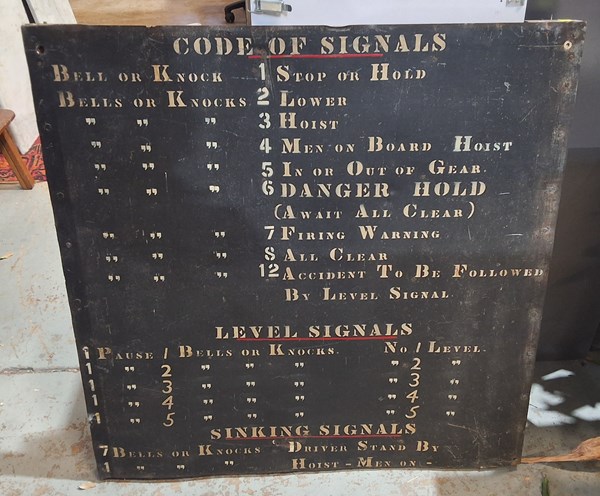 CODE OF SIGNALS
BELL OR KNOCK 1 STOP OR HOLD
BELLS OR KNOCKS 2 LOWER
" " " 3 HOIST
" " " 4 MEN ON BOARD HOIST
" " " 5 IN OR OUT OF GEAR.
" " " 6 DANGER HOLD
(AWAIT ALL CLEAR)
" " " 7 FIRING WARNING
" " " 8 ALL CLEAR
" " " 12 ACCIDENT TO BE FOLLOWED
BY LEVEL SIGNAL
LEVEL SIGNALS
1 PAUSE 1 BELLS OR KNOCKS. NO 1 LEVEL.
1 " 2 " " " " 2 "
1 " 3 " " " " 3 "
1 " 4 " " " " 4 "
1 " 5 " " " " 5 "
SINKING SIGNALS
7 BELLS OR KNOCKS DRIVER STAND BY
1 " " " HOIST - MEN ON -